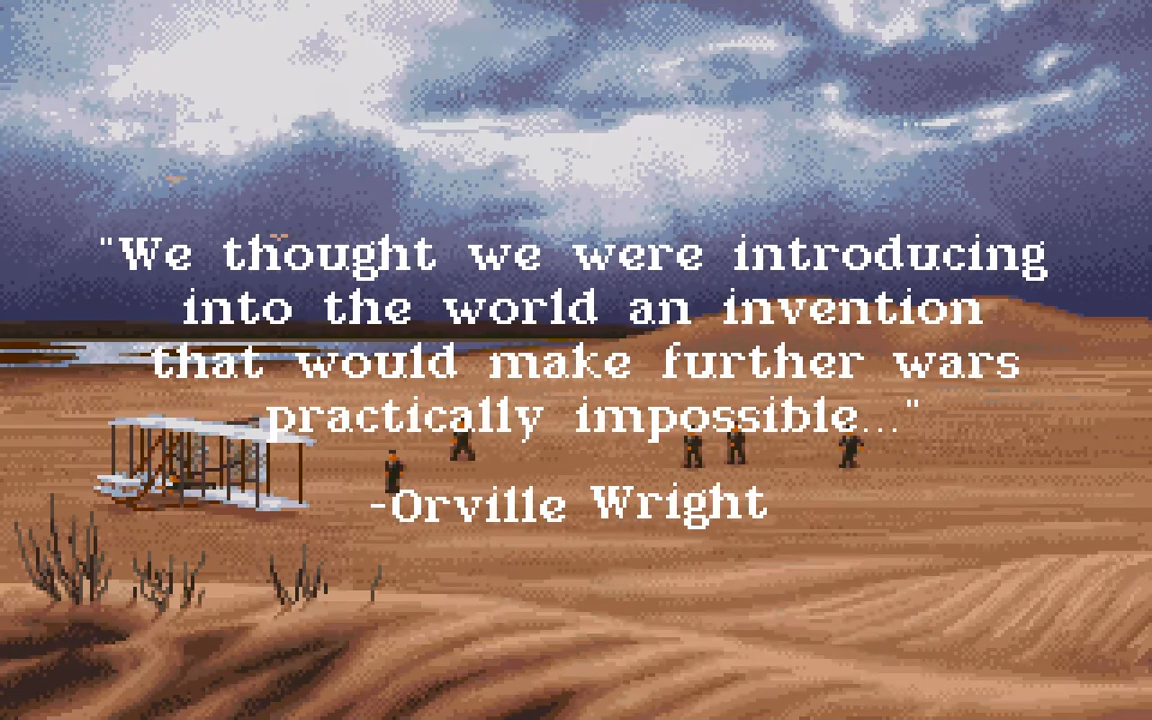 "We thought we were introducing
into the world an invention
that would make further wars
practically impossible..."
-Orville Wright